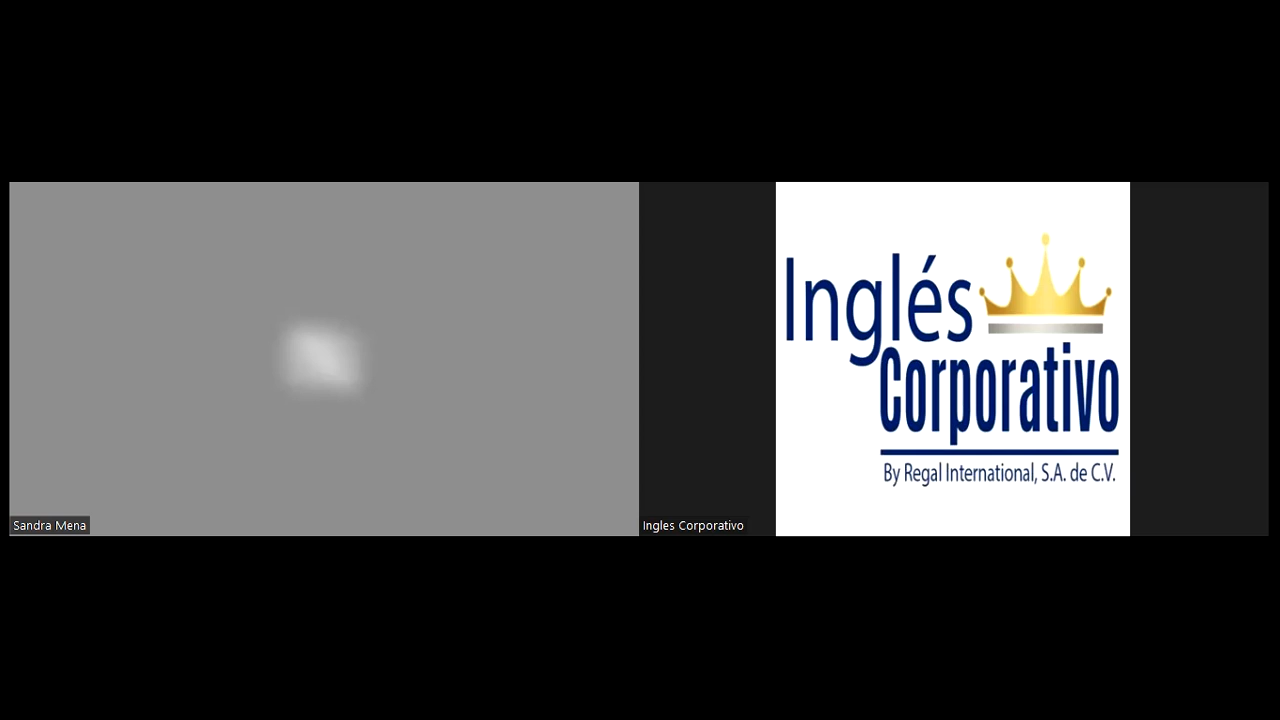 Inglés
Corporativo
By Regal International, S.A. de C.V.
Sandra Mena
Ingles Corporativo